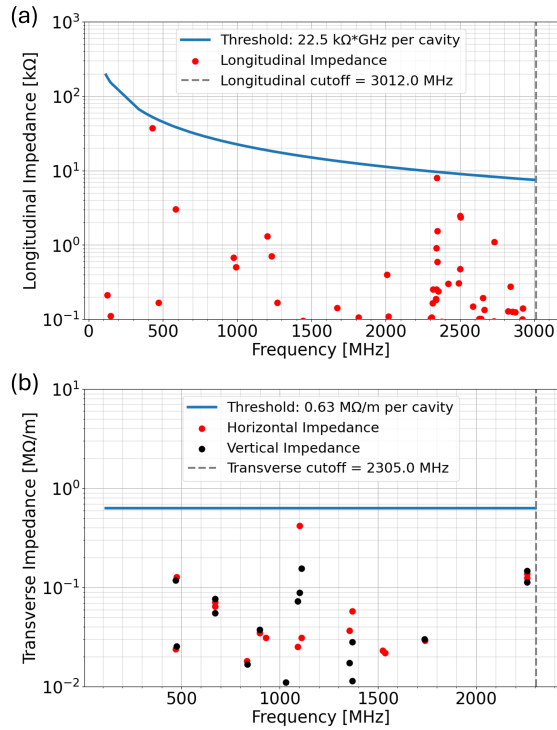 (a)
10³
10²
10¹
10⁰
10⁻¹
Longitudinal Impedance [kΩ]
Threshold: 22.5 kΩ*GHz per cavity
Longitudinal Impedance
Longitudinal cutoff = 3012.0 MHz
0 500 1000 1500 2000 2500 3000
Frequency [MHz]
(b)
10¹
10⁰
10⁻¹
10⁻²
Transverse Impedance [MΩ/m]
Threshold: 0.63 MΩ/m per cavity
Horizontal Impedance
Vertical Impedance
Transverse cutoff = 2305.0 MHz
500 1000 1500 2000
Frequency [MHz]